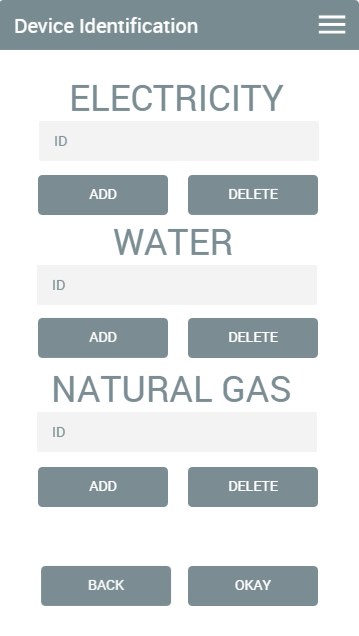 Device Identification
ELECTRICITY
ID
ADD DELETE
WATER
ID
ADD DELETE
NATURAL GAS
ID
ADD DELETE
BACK OKAY